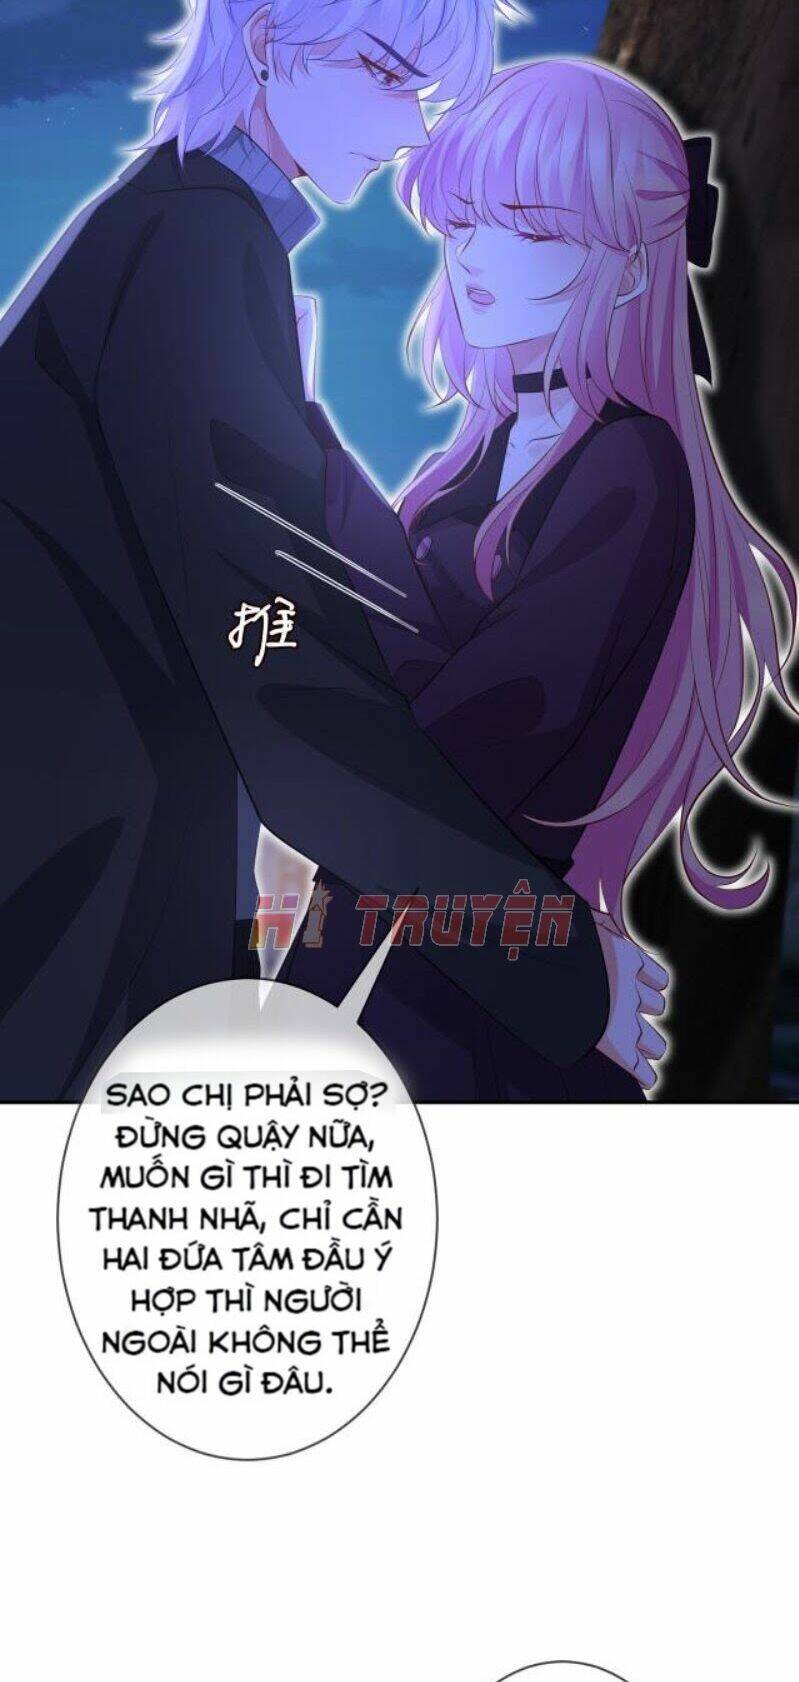 推
Hi TRUYỆN
SAO CHỊ PHẢI SỢ?
ĐỪNG QUẬY NỮA,
MUỐN GÌ THÌ ĐI TÌM
THANH NHÃ, CHỈ CẦN
HAI ĐỨA TÂM ĐẦU Ý
HỢP THÌ NGƯỜI
NGOÀI KHÔNG THỂ
NÓI GÌ ĐÂU.